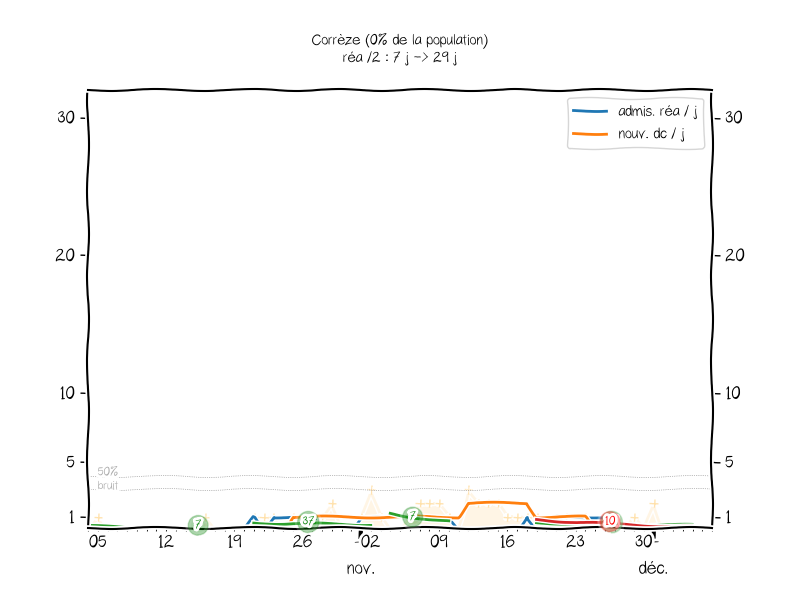 Corrèze (0% de la population)
réa /2 : 7 j -> 29 j
admis. réa / j
nouv. dc / j
30 30
20 20
10 10
5 5
50%
bruit
1 1
7 37 7 10
05 12 19 26 02 09 16 23 30
nov. déc.